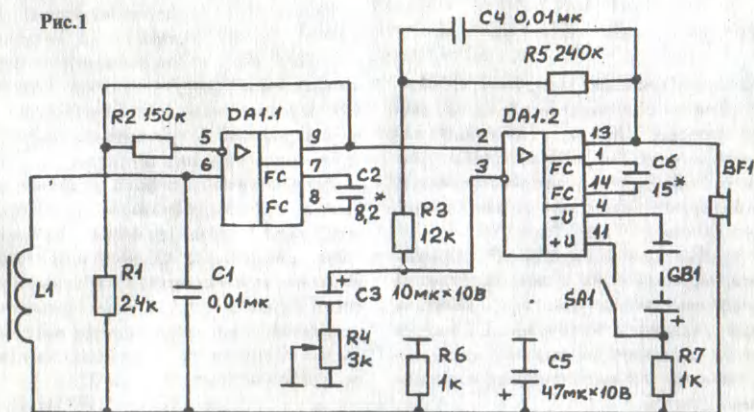 Рис.1
C4 0,01мк
R5 240к
R2 150к
DA1.1
DA1.2
5
6
9
7
8
FC
FC
C2
8,2*
2
3
13
1
14
4
11
FC
FC
-U
+U
C6
15*
BF1
R3
12к
L1
R1
2,4к
C1
0,01мк
+
C3
10мк×10В
R4
3к
SA1
GB1
+
R6
1к
C5
+
47мк×10В
R7
1к